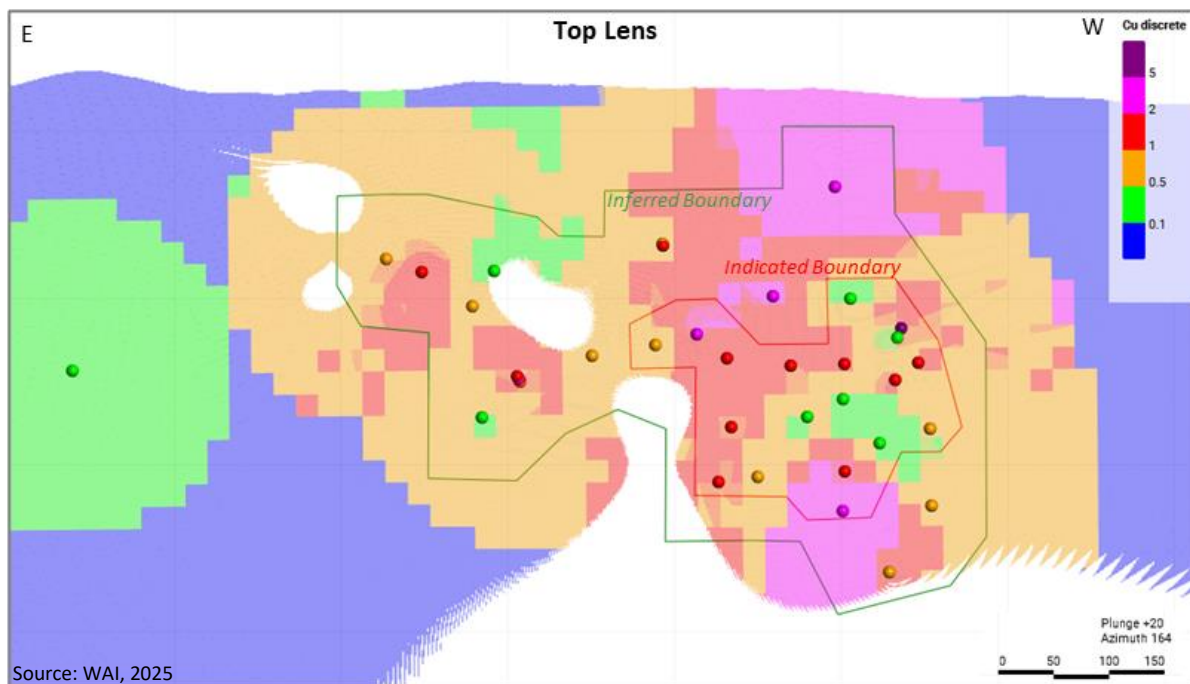 E
Top Lens
W
Cu discrete
5
2
1
0.5
0.1
Inferred Boundary
Indicated Boundary
Plunge +20
Azimuth 164
0 50 100 150
Source: WAI, 2025